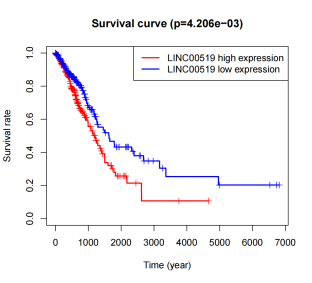 Survival curve (p=4.206e−03)
LINC00519 high expression
LINC00519 low expression
Survival rate
1.0
0.8
0.6
0.4
0.2
0.0
0 1000 2000 3000 4000 5000 6000 7000
Time (year)